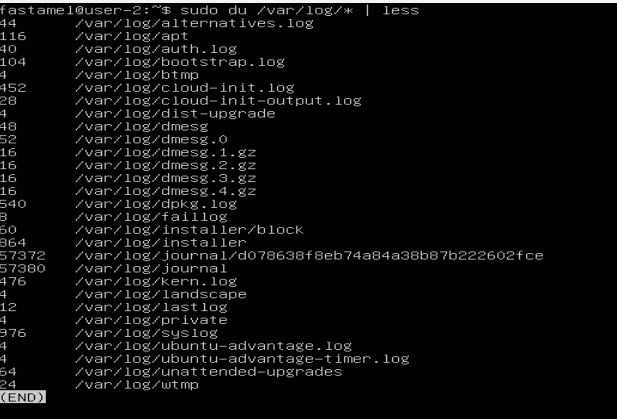 fastamel@user-2:~$ sudo du /var/log/* | less
44 /var/log/alternatives.log
116 /var/log/apt
40 /var/log/auth.log
104 /var/log/bootstrap.log
4 /var/log/btmp
452 /var/log/cloud-init.log
28 /var/log/cloud-init-output.log
4 /var/log/dist-upgrade
48 /var/log/dmesg
52 /var/log/dmesg.0
16 /var/log/dmesg.1.gz
16 /var/log/dmesg.2.gz
16 /var/log/dmesg.3.gz
16 /var/log/dmesg.4.gz
540 /var/log/dpkg.log
8 /var/log/faillog
60 /var/log/installer/block
864 /var/log/installer
57372 /var/log/journal/d078638f8eb74a84a38b87b222602fce
57380 /var/log/journal
476 /var/log/kern.log
4 /var/log/landscape
12 /var/log/lastlog
4 /var/log/private
976 /var/log/syslog
4 /var/log/ubuntu-advantage.log
4 /var/log/ubuntu-advantage-timer.log
64 /var/log/unattended-upgrades
24 /var/log/wtmp
(END)